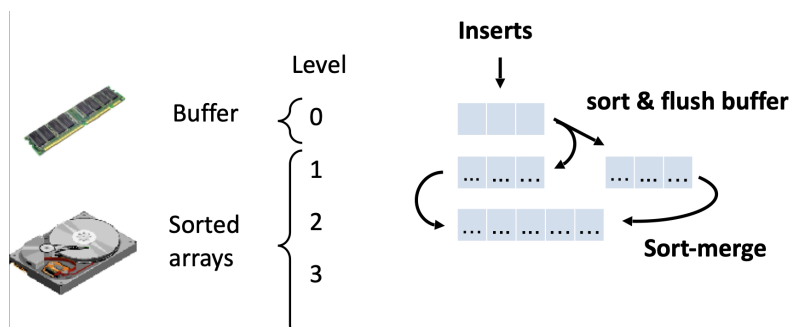 Inserts
Level
Buffer
0
sort & flush buffer
1
... ... ...
... ... ...
Sorted
arrays
2
... ... ... ... ...
3
Sort-merge